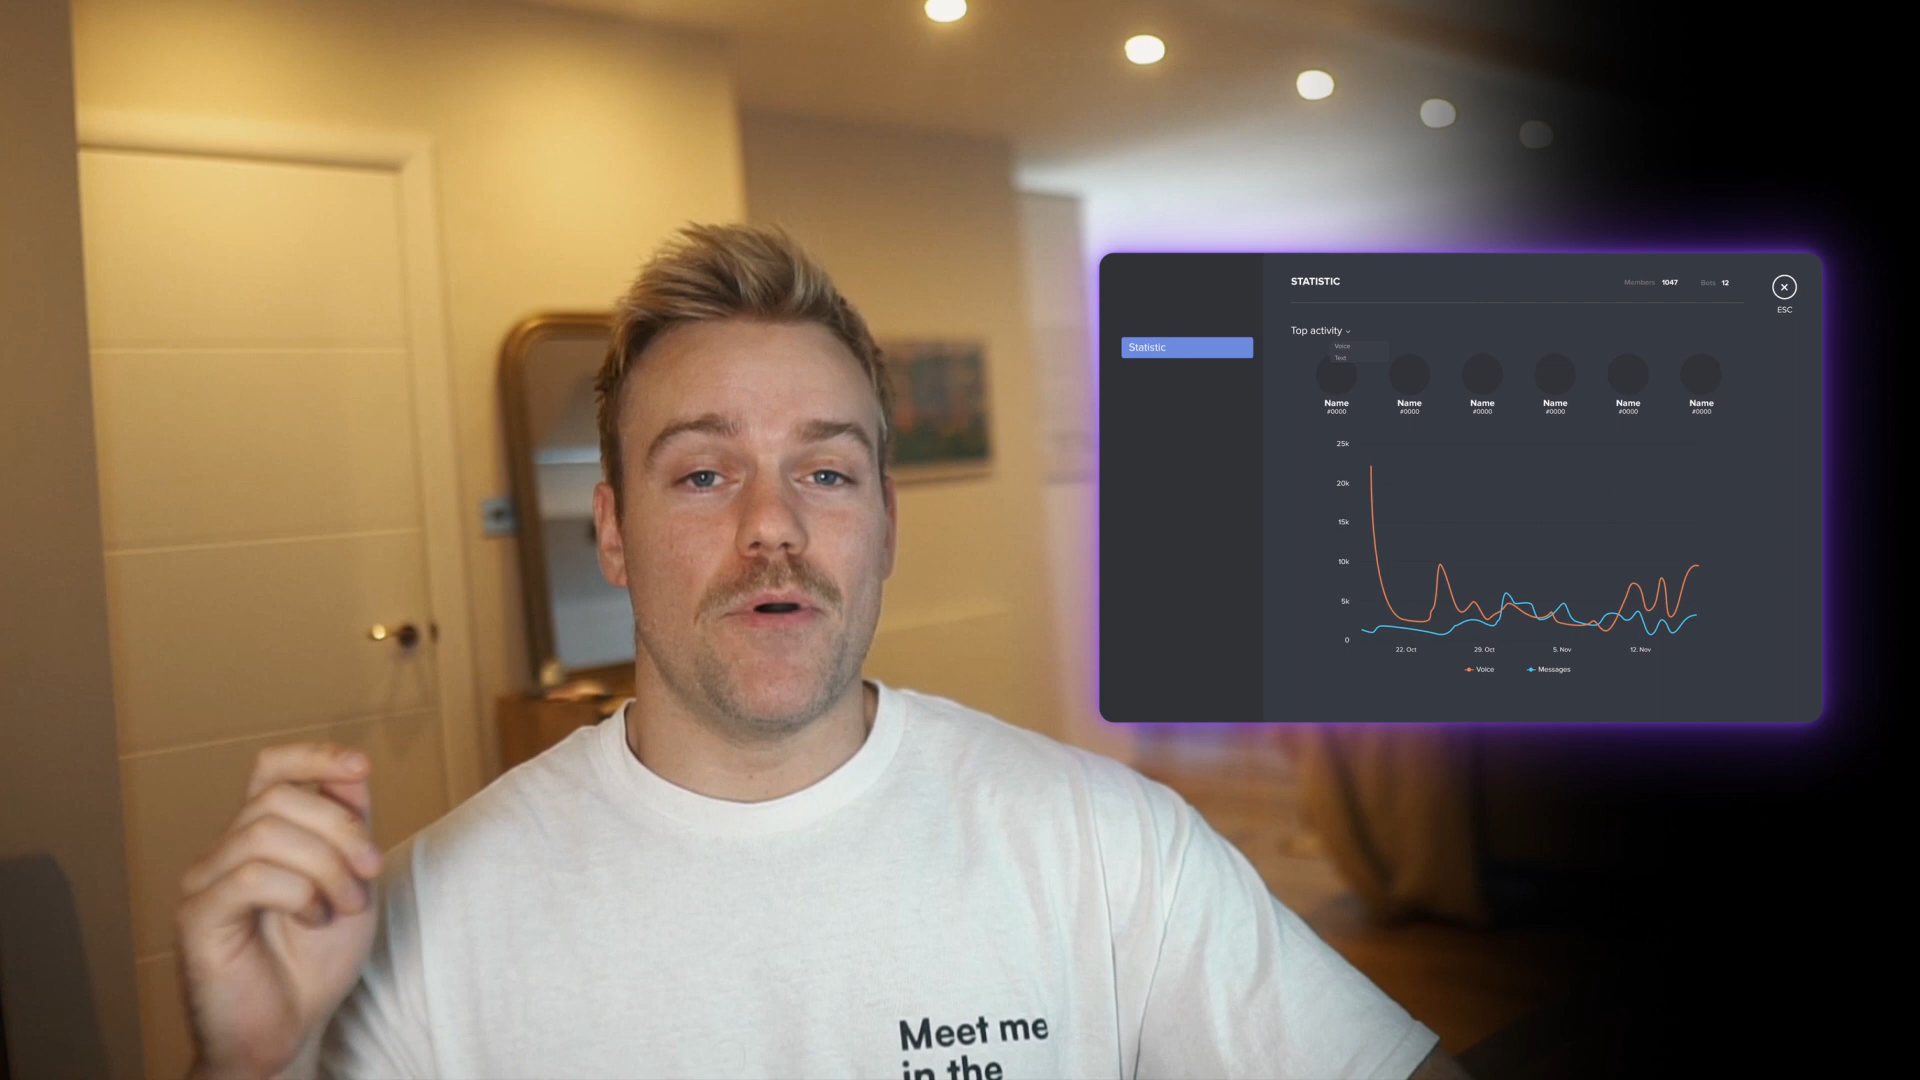 STATISTIC
Members 1047
Bots 12
ESC
Statistic
Top activity
Voice
Text
Name Name Name Name Name Name
#0000 #0000 #0000 #0000 #0000 #0000
25k
20k
15k
10k
5k
0
22. Oct 29. Oct 5. Nov 12. Nov
Voice Messages
Meet me
in the